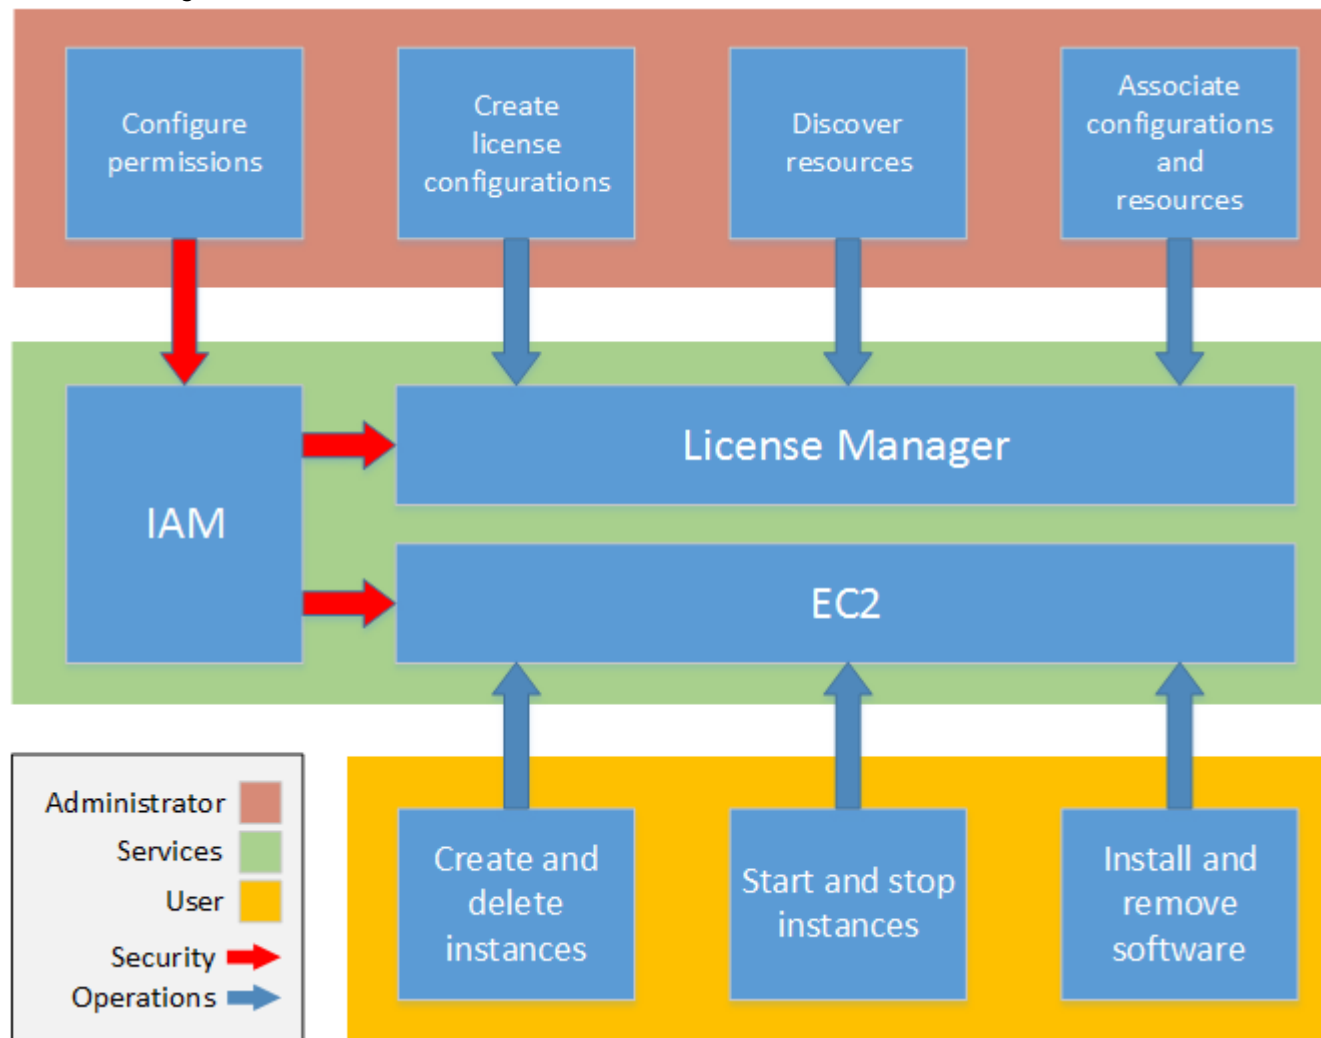 Configure
permissions
Create
license
configurations
Discover
resources
Associate
configurations
and
resources
IAM
License Manager
EC2
Administrator
Services
User
Security
Operations
Create and
delete
instances
Start and stop
instances
Install and
remove
software